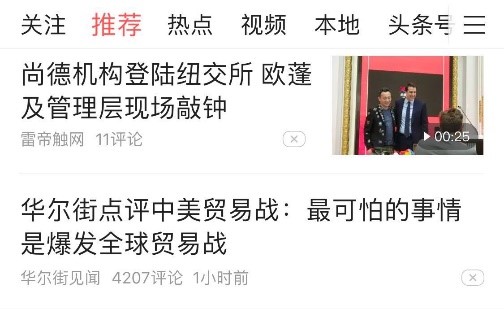 关注 推荐 热点 视频 本地 头条号
尚德机构登陆纽交所 欧蓬
及管理层现场敲钟
雷帝触网 11评论
00:25
华尔街点评中美贸易战：最可怕的事情
是爆发全球贸易战
华尔街见闻 4207评论 1小时前